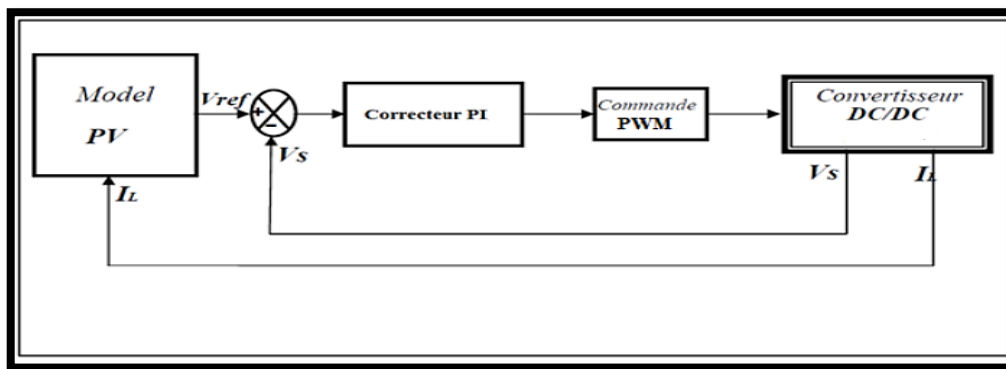 Model
PV
Vref
+
-
Vs
IL
Correcteur PI
Commande
PWM
Convertisseur
DC/DC
Vs
IL